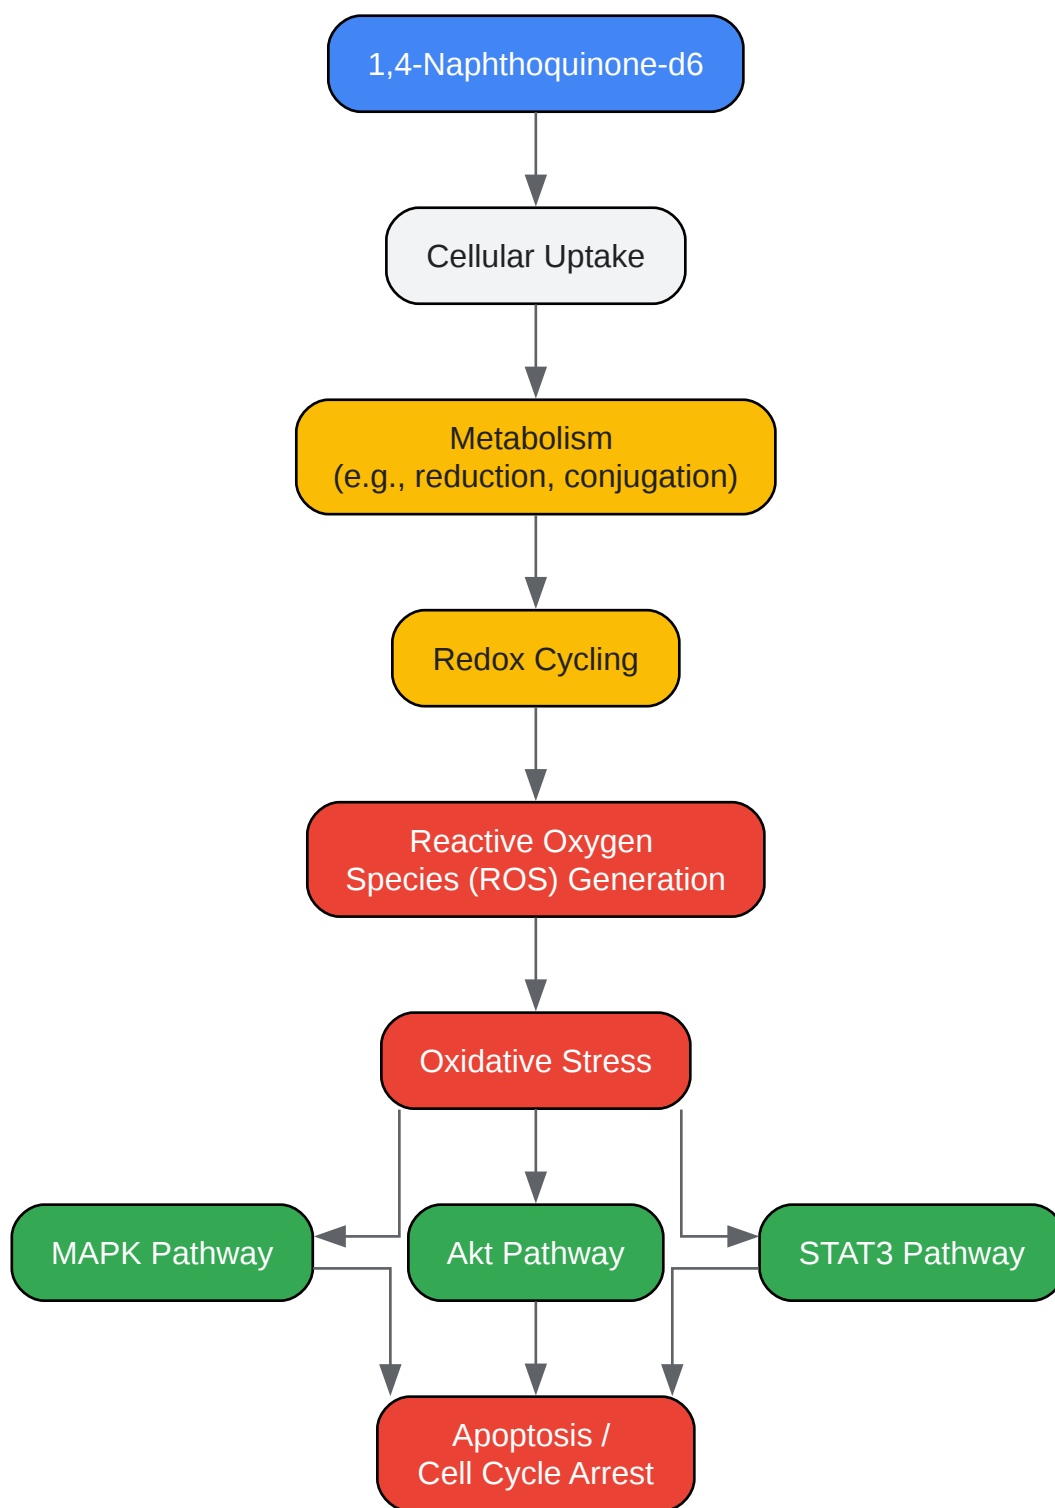 1,4-Naphthoquinone-d6
Cellular Uptake
Metabolism
(e.g., reduction, conjugation)
Redox Cycling
Reactive Oxygen
Species (ROS) Generation
Oxidative Stress
MAPK Pathway
Akt Pathway
STAT3 Pathway
Apoptosis /
Cell Cycle Arrest